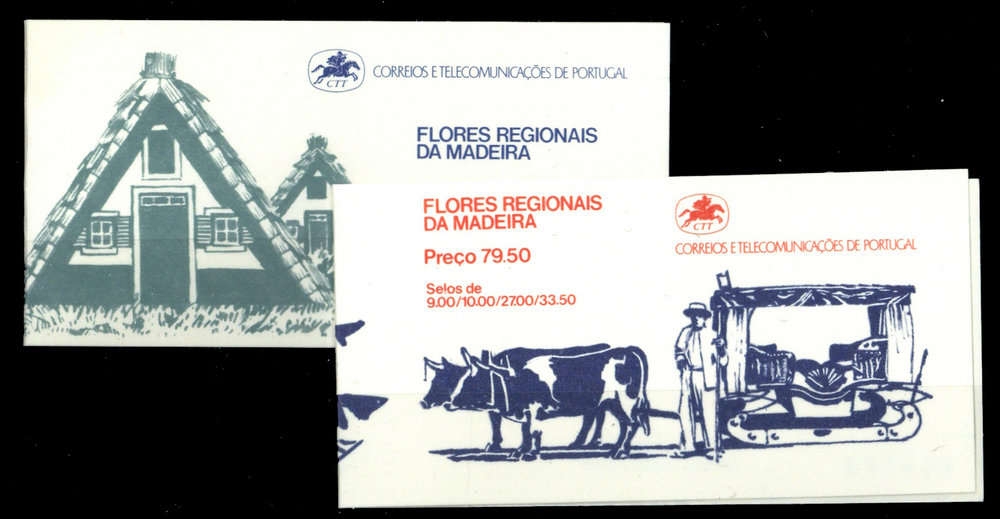 CTT
CORREIOS E TELECOMUNICAÇÕES DE PORTUGAL
FLORES REGIONAIS
DA MADEIRA
FLORES REGIONAIS
DA MADEIRA
Preço 79.50
Selos de
9.00/10.00/27.00/33.50
CTT
CORREIOS E TELECOMUNICAÇÕES DE PORTUGAL